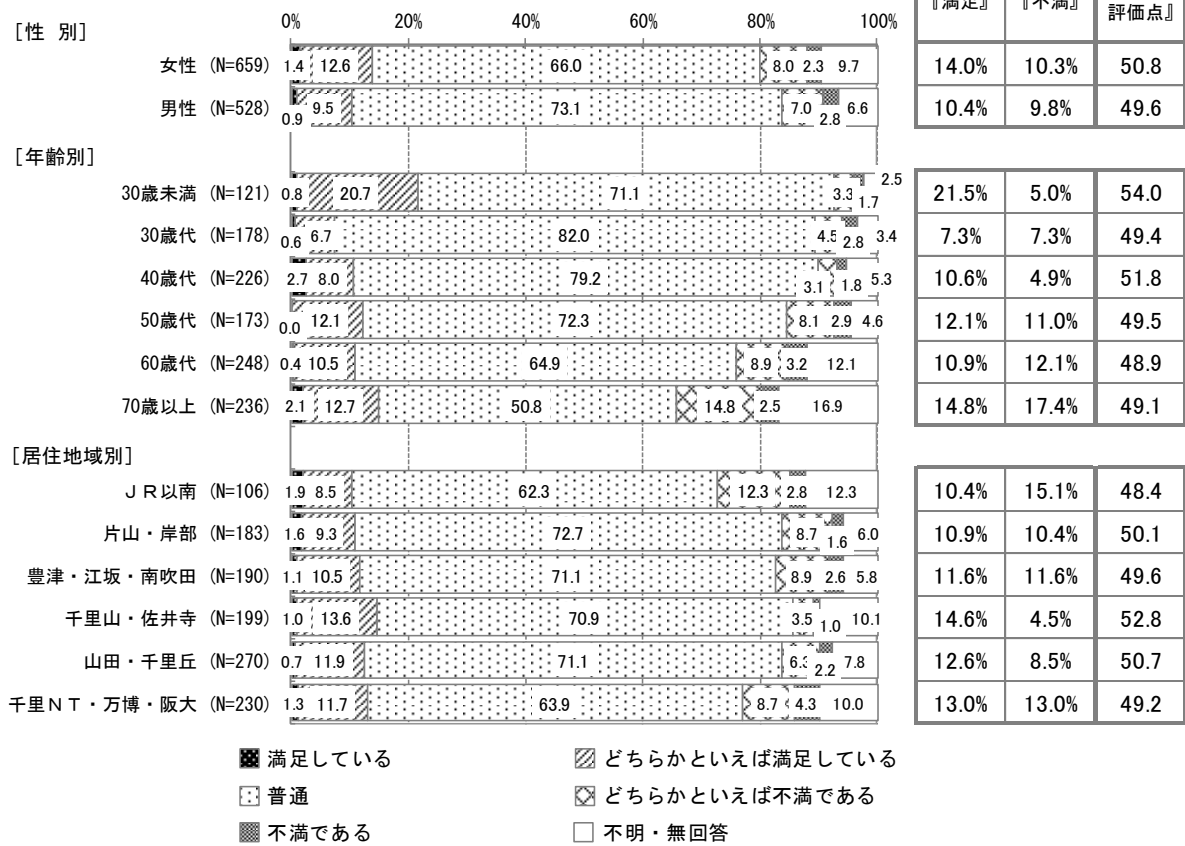 『満足』 『不満』 評価点』
0% 20% 40% 60% 80% 100%
［性 別］
女性 (N=659) 1.4 12.6 66.0 8.0 2.3 9.7 14.0% 10.3% 50.8
男性 (N=528) 0.9 9.5 73.1 7.0 2.8 6.6 10.4% 9.8% 49.6
［年齢別］
30歳未満 (N=121) 0.8 20.7 71.1 3.3 1.7 2.5 21.5% 5.0% 54.0
30歳代 (N=178) 0.6 6.7 82.0 4.5 2.8 3.4 7.3% 7.3% 49.4
40歳代 (N=226) 2.7 8.0 79.2 3.1 1.8 5.3 10.6% 4.9% 51.8
50歳代 (N=173) 0.0 12.1 72.3 8.1 2.9 4.6 12.1% 11.0% 49.5
60歳代 (N=248) 0.4 10.5 64.9 8.9 3.2 12.1 10.9% 12.1% 48.9
70歳以上 (N=236) 2.1 12.7 50.8 14.8 2.5 16.9 14.8% 17.4% 49.1
［居住地域別］
ＪＲ以南 (N=106) 1.9 8.5 62.3 12.3 2.8 12.3 10.4% 15.1% 48.4
片山・岸部 (N=183) 1.6 9.3 72.7 8.7 1.6 6.0 10.9% 10.4% 50.1
豊津・江坂・南吹田 (N=190) 1.1 10.5 71.1 8.9 2.6 5.8 11.6% 11.6% 49.6
千里山・佐井寺 (N=199) 1.0 13.6 70.9 3.5 1.0 10.1 14.6% 4.5% 52.8
山田・千里丘 (N=270) 0.7 11.9 71.1 6.3 2.2 7.8 12.6% 8.5% 50.7
千里ＮＴ・万博・阪大 (N=230) 1.3 11.7 63.9 8.7 4.3 10.0 13.0% 13.0% 49.2
満足している どちらかといえば満足している
普通 どちらかといえば不満である
不満である 不明・無回答